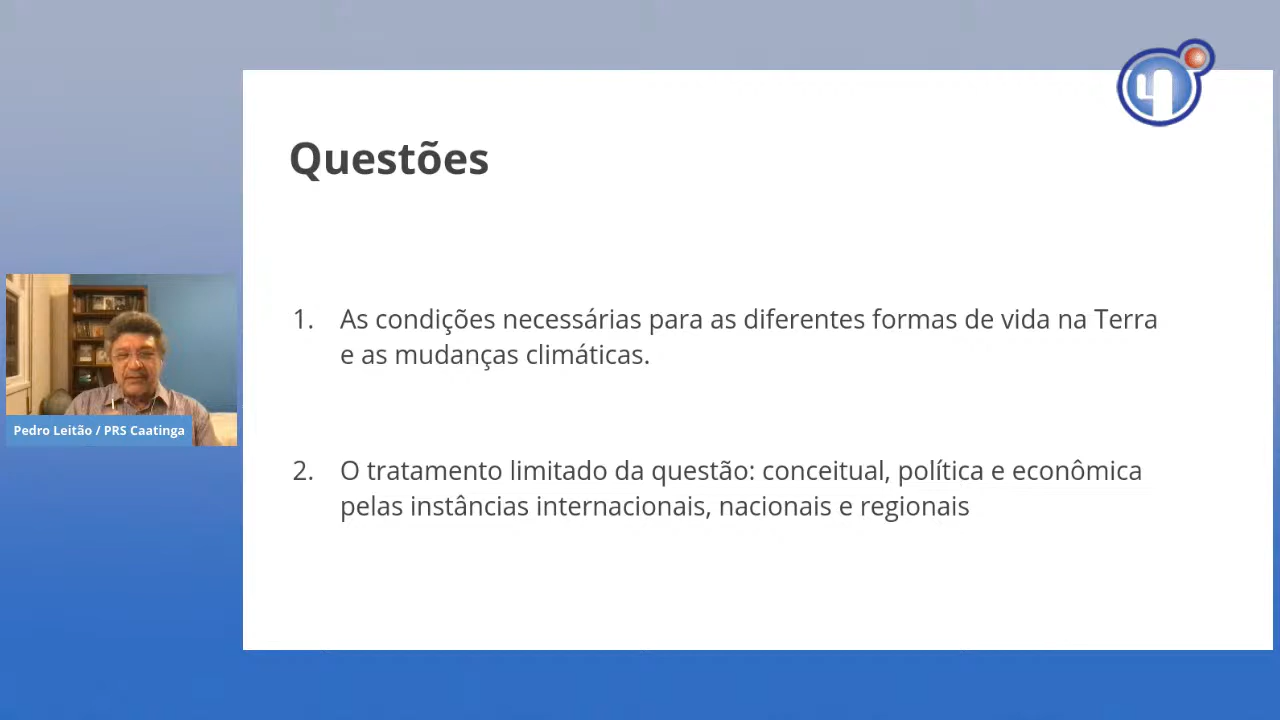 Questões
1. As condições necessárias para as diferentes formas de vida na Terra
e as mudanças climáticas.
2. O tratamento limitado da questão: conceitual, política e econômica
pelas instâncias internacionais, nacionais e regionais
Pedro Leitão / PRS Caatinga